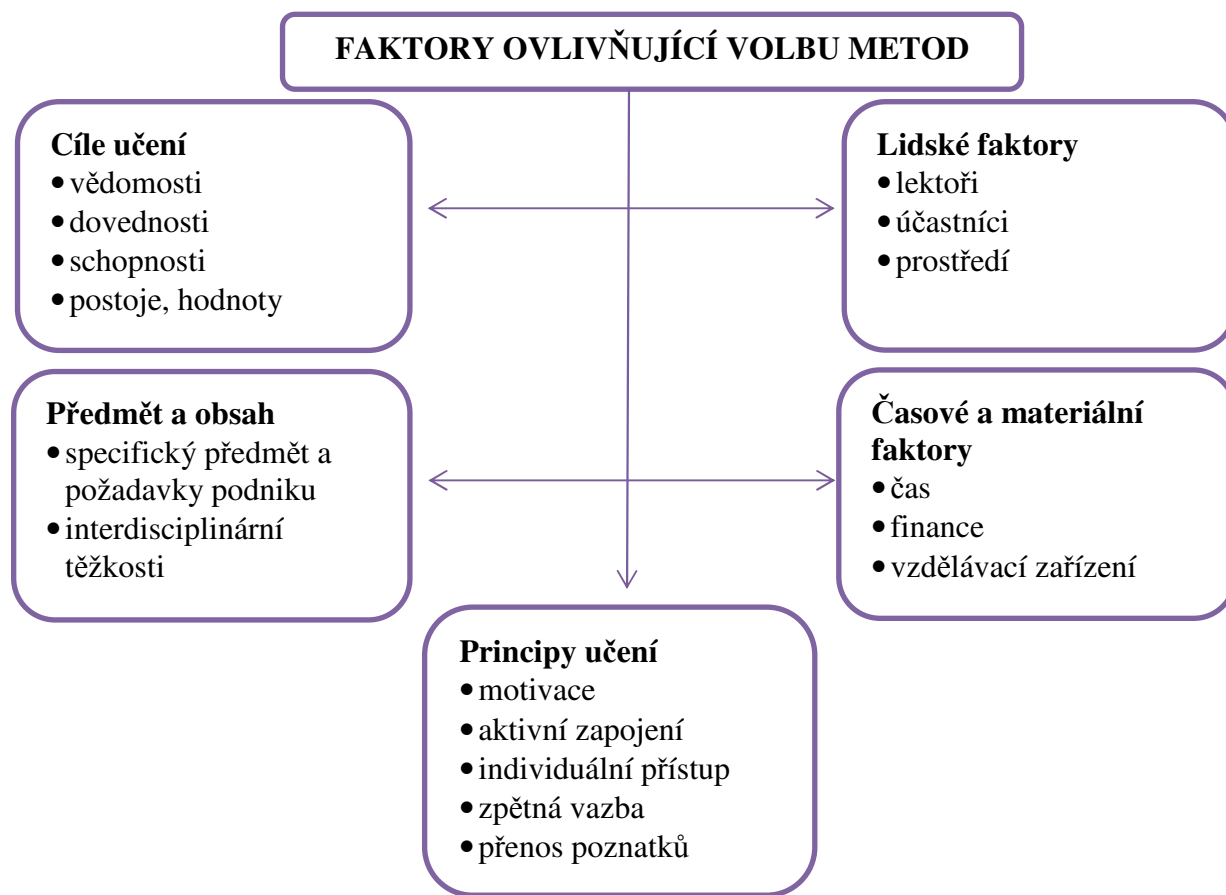 FAKTORY OVLIVŇUJÍCÍ VOLBU METOD
Cíle učení
• vědomosti
• dovednosti
• schopnosti
• postoje, hodnoty
Lidské faktory
• lektoři
• účastníci
• prostředí
Předmět a obsah
• specifický předmět a
požadavky podniku
• interdisciplinární
těžkosti
Časové a materiální
faktory
• čas
• finance
• vzdělávací zařízení
Principy učení
• motivace
• aktivní zapojení
• individuální přístup
• zpětná vazba
• přenos poznatků